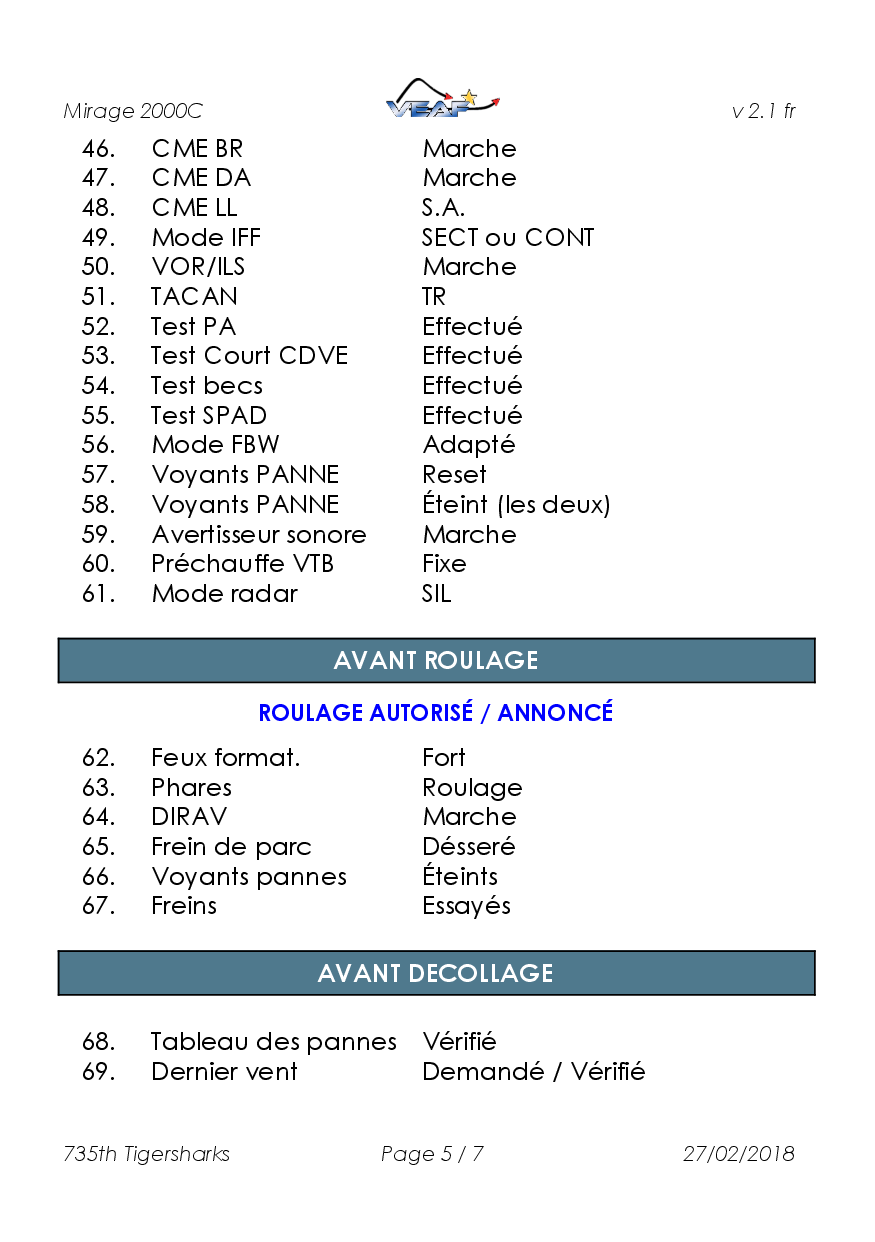 Mirage 2000C VEAF v 2.1 fr
46. CME BR Marche
47. CME DA Marche
48. CME LL S.A.
49. Mode IFF SECT ou CONT
50. VOR/ILS Marche
51. TACAN TR
52. Test PA Effectué
53. Test Court CDVE Effectué
54. Test becs Effectué
55. Test SPAD Effectué
56. Mode FBW Adapté
57. Voyants PANNE Reset
58. Voyants PANNE Éteint (les deux)
59. Avertisseur sonore Marche
60. Préchauffe VTB Fixe
61. Mode radar SIL
AVANT ROULAGE
ROULAGE AUTORISÉ / ANNONCÉ
62. Feux format. Fort
63. Phares Roulage
64. DIRAV Marche
65. Frein de parc Désseré
66. Voyants pannes Éteints
67. Freins Essayés
AVANT DECOLLAGE
68. Tableau des pannes Vérifié
69. Dernier vent Demandé / Vérifié
735th Tigersharks Page 5 / 7 27/02/2018